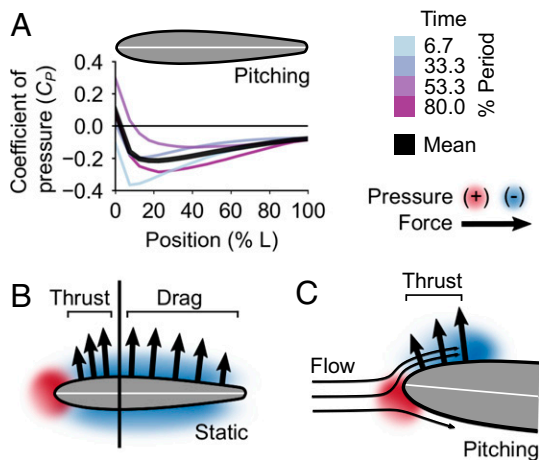 A
Pitching
Coefficient of
pressure (CP)
0.4
0.2
0.0
−0.2
−0.4
0 20 40 60 80 100
Position (% L)
Time
6.7
33.3
53.3
80.0
% Period
Mean
Pressure (+) (-)
Force
B
Thrust Drag
Static
C
Thrust
Flow
Pitching